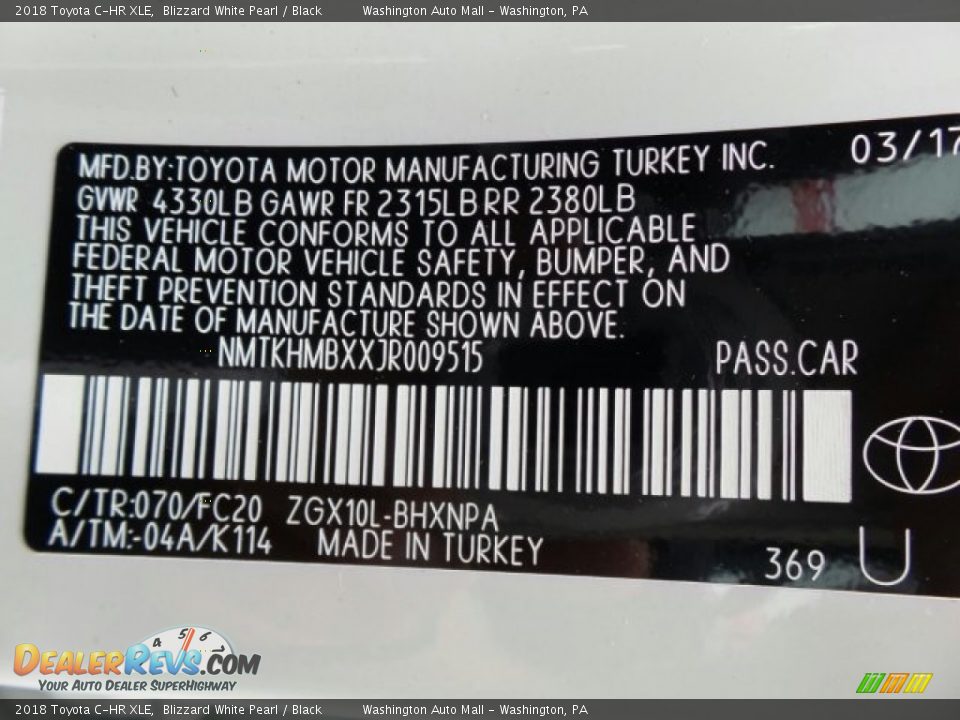 2018 Toyota C-HR XLE, Blizzard White Pearl / Black Washington Auto Mall - Washington, PA
MFD.BY:TOYOTA MOTOR MANUFACTURING TURKEY INC. 03/17
GVWR 4330LB GAWR FR 2315LB RR 2380LB
THIS VEHICLE CONFORMS TO ALL APPLICABLE
FEDERAL MOTOR VEHICLE SAFETY, BUMPER, AND
THEFT PREVENTION STANDARDS IN EFFECT ON
THE DATE OF MANUFACTURE SHOWN ABOVE.
NMTKHMBXXJR009515 PASS.CAR
C/TR:070/FC20 ZGX10L-BHXNPA
A/TM:-04A/K114 MADE IN TURKEY
369 U
4 5 6 7
DEALERREVS.COM
YOUR AUTO DEALER SUPERHIGHWAY
2018 Toyota C-HR XLE, Blizzard White Pearl / Black Washington Auto Mall - Washington, PA